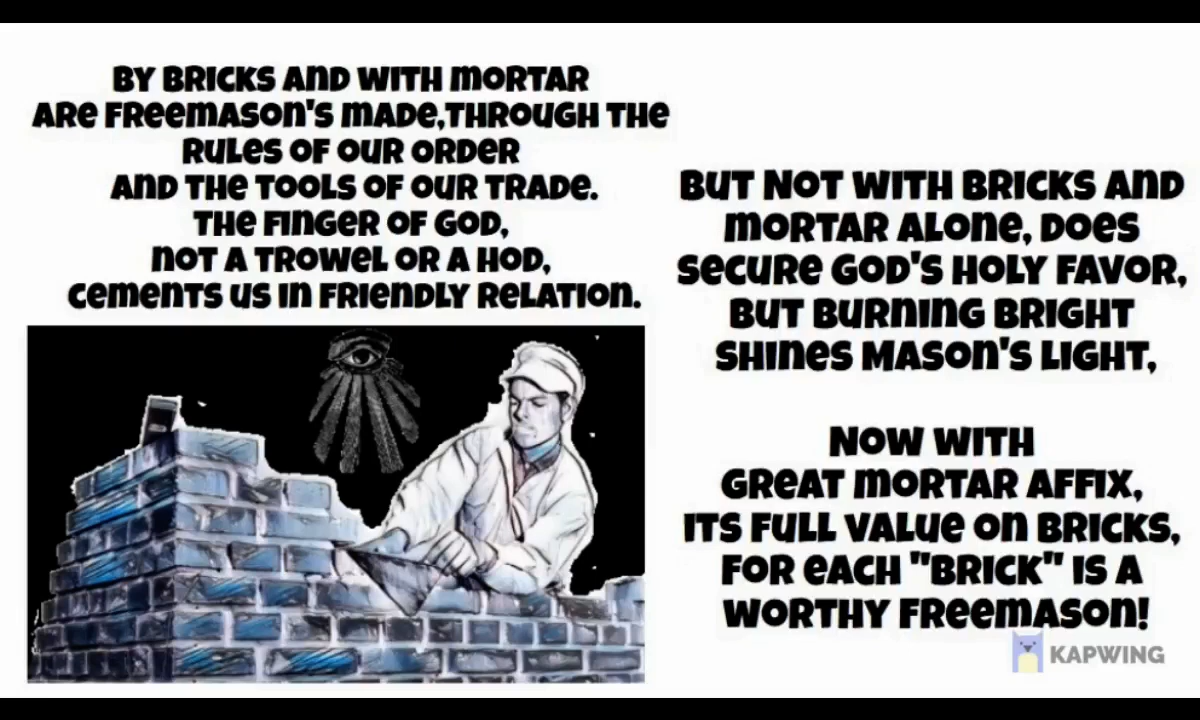 BY BRICKS AND WITH MORTAR
ARE FREEMASON'S MADE,THROUGH THE
RULES OF OUR ORDER
AND THE TOOLS OF OUR TRADE.
THE FINGER OF GOD,
NOT A TROWEL OR A HOD,
CEMENTS US IN FRIENDLY RELATION.
BUT NOT WITH BRICKS AND
MORTAR ALONE, DOES
SECURE GOD'S HOLY FAVOR,
BUT BURNING BRIGHT
SHINES MASON'S LIGHT,
NOW WITH
GREAT MORTAR AFFIX,
ITS FULL VALUE ON BRICKS,
FOR EACH "BRICK" IS A
WORTHY FREEMASON!
KAPWING